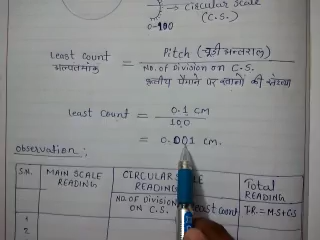 circular scale
(C.S.)
0-100
Least Count = Pitch (चूड़ी अन्तराल)
अल्पतमांक No. of Division on C.S.
वृत्तीय पैमाने पर खानों की संख्या
Least Count = 0.1 cm
100
= 0.001 cm.
observation:
S.N. MAIN SCALE READING CIRCULAR SCALE READING Total READING
NO. OF DIVISION ON C.S. Least Count T.R. = M.S+CS
1
2